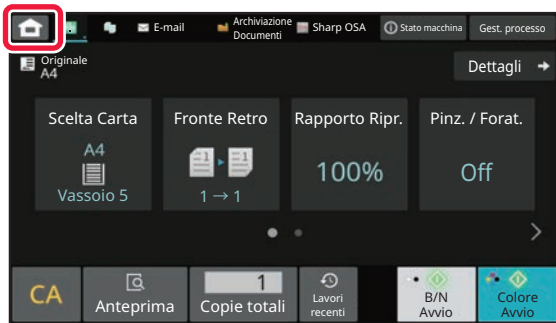 E-mail
Archiviazione
Documenti
Sharp OSA
Stato macchina
Gest. processo
Originale
A4
Dettagli
Scelta Carta
A4
Vassoio 5
Fronte Retro
1 → 1
Rapporto Ripr.
100%
Pinz. / Forat.
Off
CA
Anteprima
1
Copie totali
Lavori
recenti
B/N
Avvio
Colore
Avvio